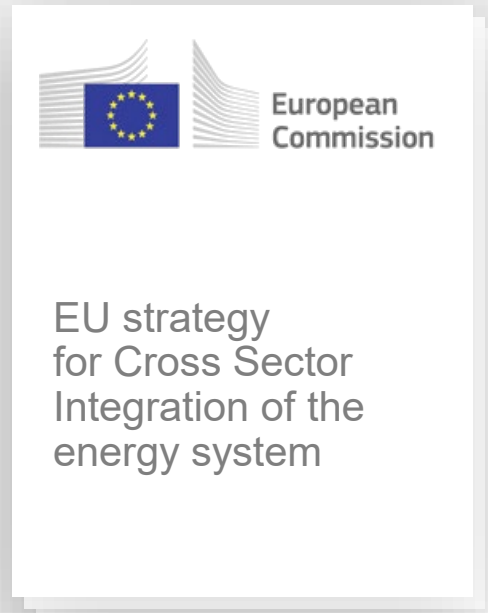 European
Commission
EU strategy
for Cross Sector
Integration of the
energy system